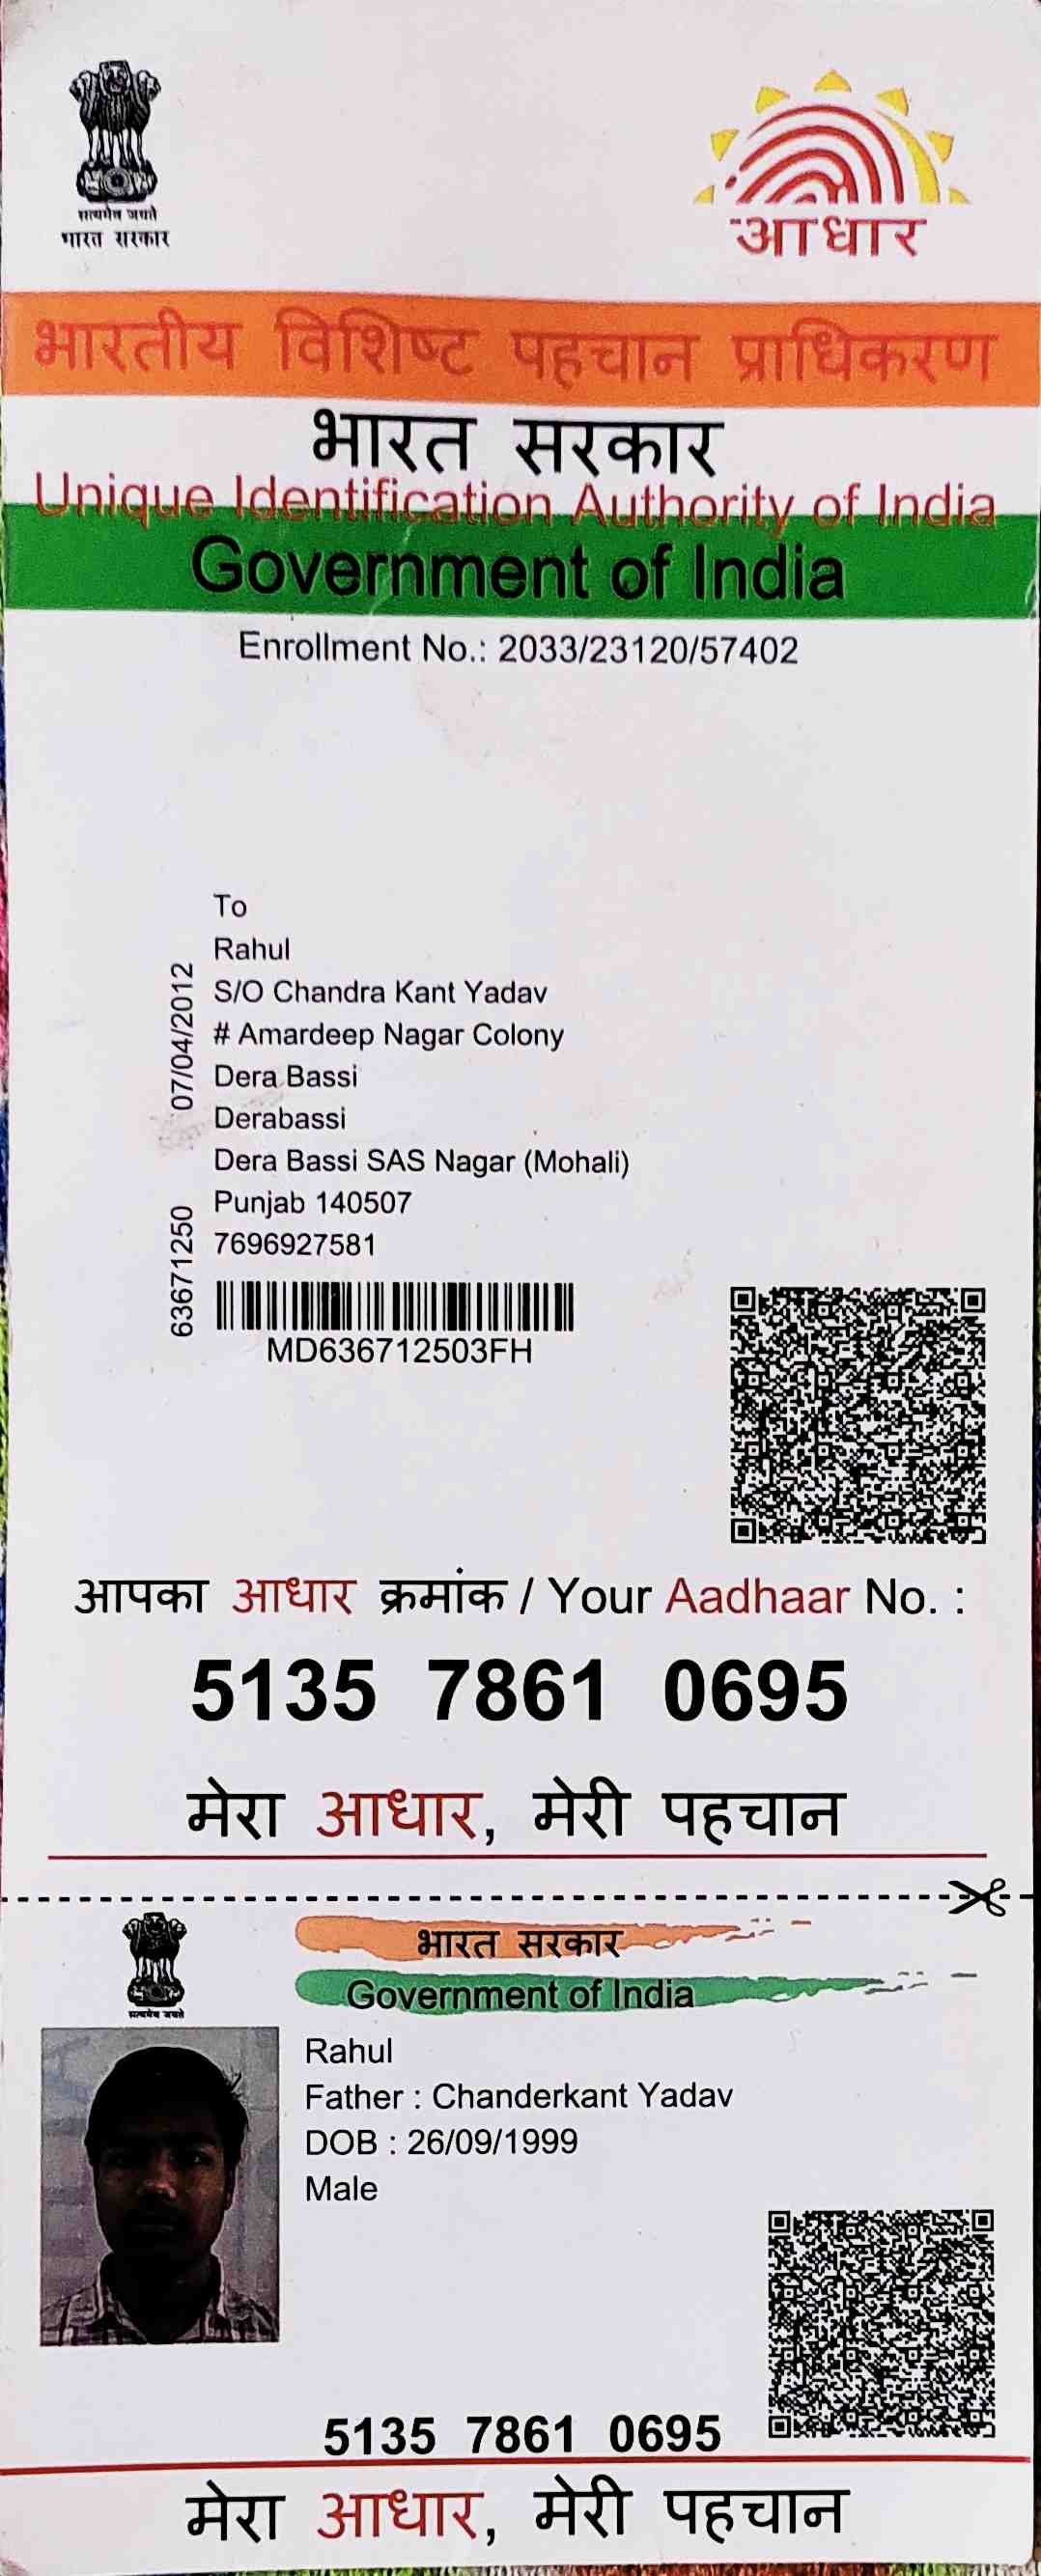 सत्यमेव जयते
भारत सरकार
आधार
भारतीय विशिष्ट पहचान प्राधिकरण
भारत सरकार
Unique Identification Authority of India
Government of India
Enrollment No.: 2033/23120/57402
To
Rahul
S/O Chandra Kant Yadav
# Amardeep Nagar Colony
Dera Bassi
Derabassi
Dera Bassi SAS Nagar (Mohali)
Punjab 140507
7696927581
07/04/2012
63671250
MD636712503FH
आपका आधार क्रमांक / Your Aadhaar No. :
5135 7861 0695
मेरा आधार, मेरी पहचान
सत्यमेव जयते
भारत सरकार
Government of India
Rahul
Father : Chanderkant Yadav
DOB : 26/09/1999
Male
5135 7861 0695
मेरा आधार, मेरी पहचान